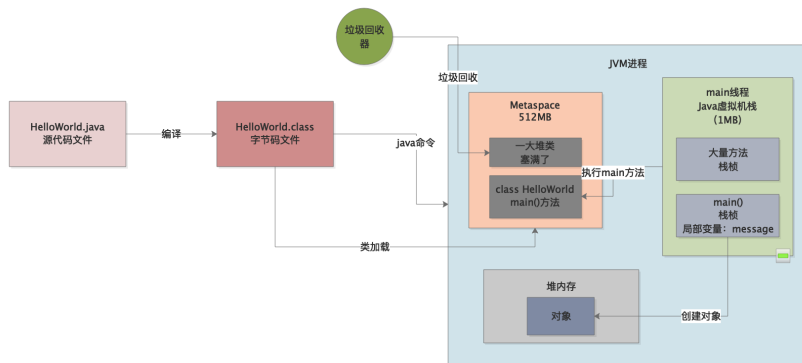 垃圾回收
器
JVM进程
垃圾回收
Metaspace
512MB
main线程
Java虚拟机栈
（1MB）
HelloWorld.java
源代码文件
编译
HelloWorld.class
字节码文件
java命令
一大堆类
塞满了
大量方法
栈桢
执行main方法
class HelloWorld
main()方法
main()
栈桢
局部变量：message
类加载
堆内存
对象
创建对象